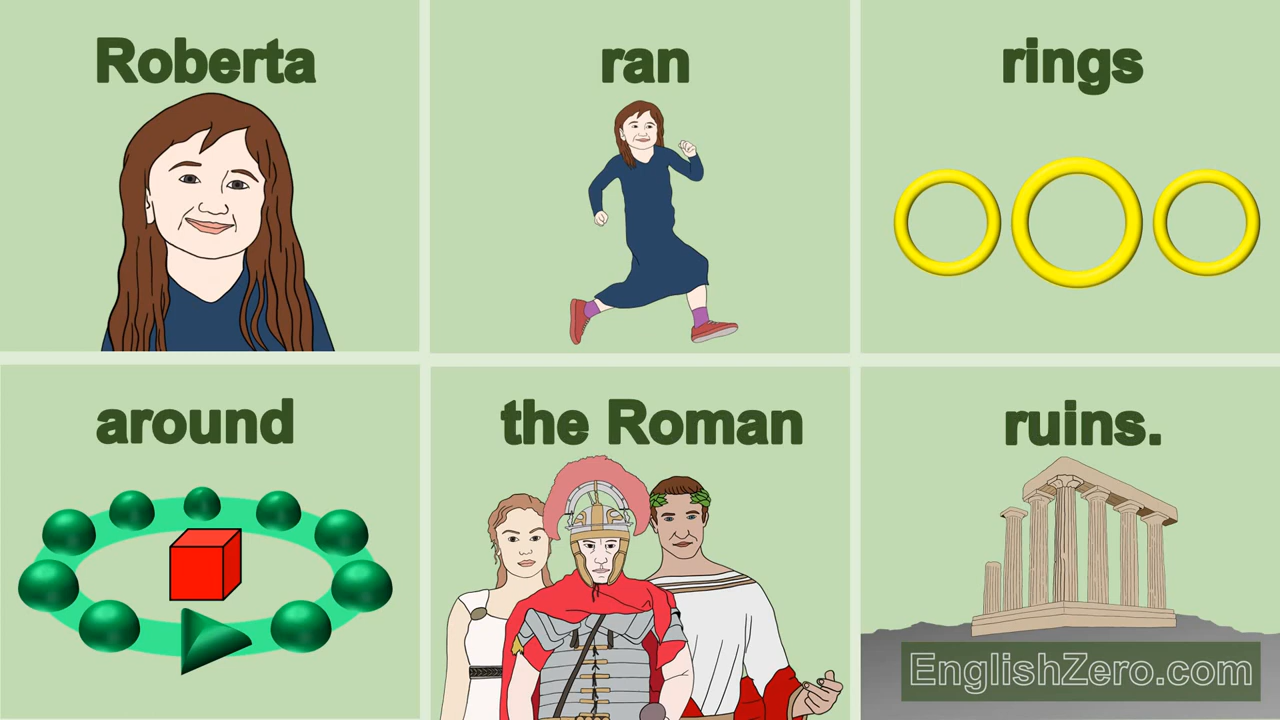 Roberta
ran
rings
around
the Roman
ruins.
EnglishZero.com